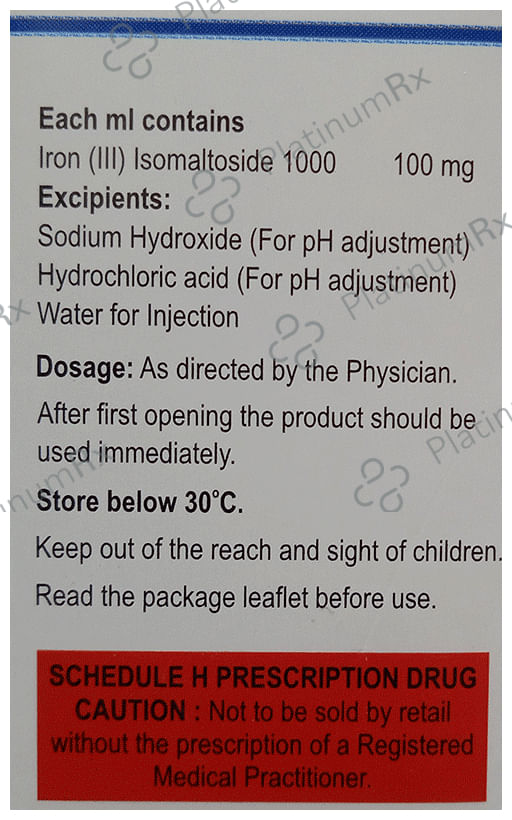 Each ml contains
Iron (III) Isomaltoside 1000 100 mg
Excipients:
Sodium Hydroxide (For pH adjustment)
Hydrochloric acid (For pH adjustment)
Water for Injection
Dosage: As directed by the Physician.
After first opening the product should be
used immediately.
Store below 30°C.
Keep out of the reach and sight of children.
Read the package leaflet before use.
SCHEDULE H PRESCRIPTION DRUG
CAUTION : Not to be sold by retail
without the prescription of a Registered
Medical Practitioner.
PlatinumRx
PlatinumRx